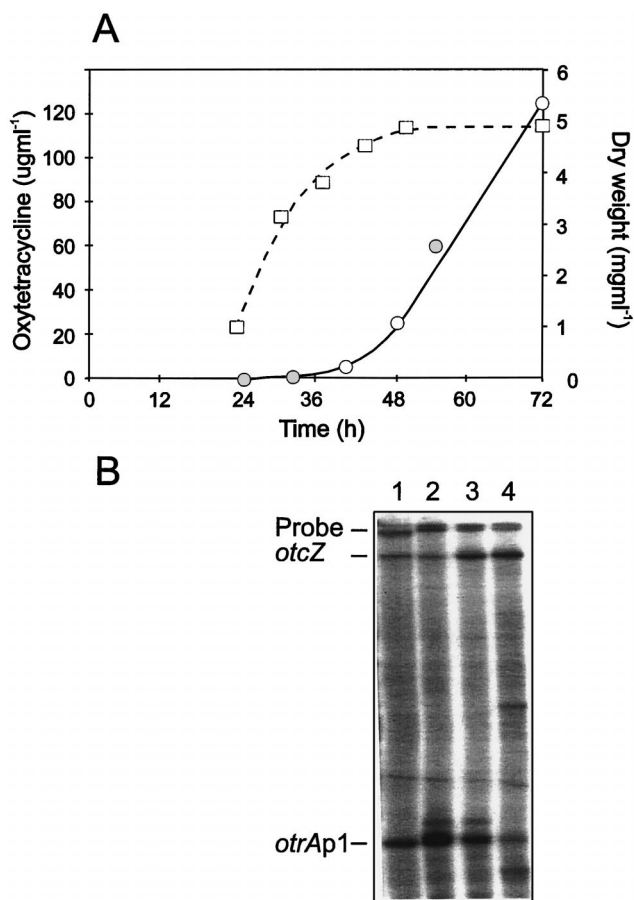 A
Oxytetracycline (ugml-1)
120
100
80
60
40
20
0
6
5
4
3
2
1
0
Dry weight (mgml-1)
0 12 24 36 48 60 72
Time (h)
B
1 2 3 4
Probe
otcZ
otrAp1